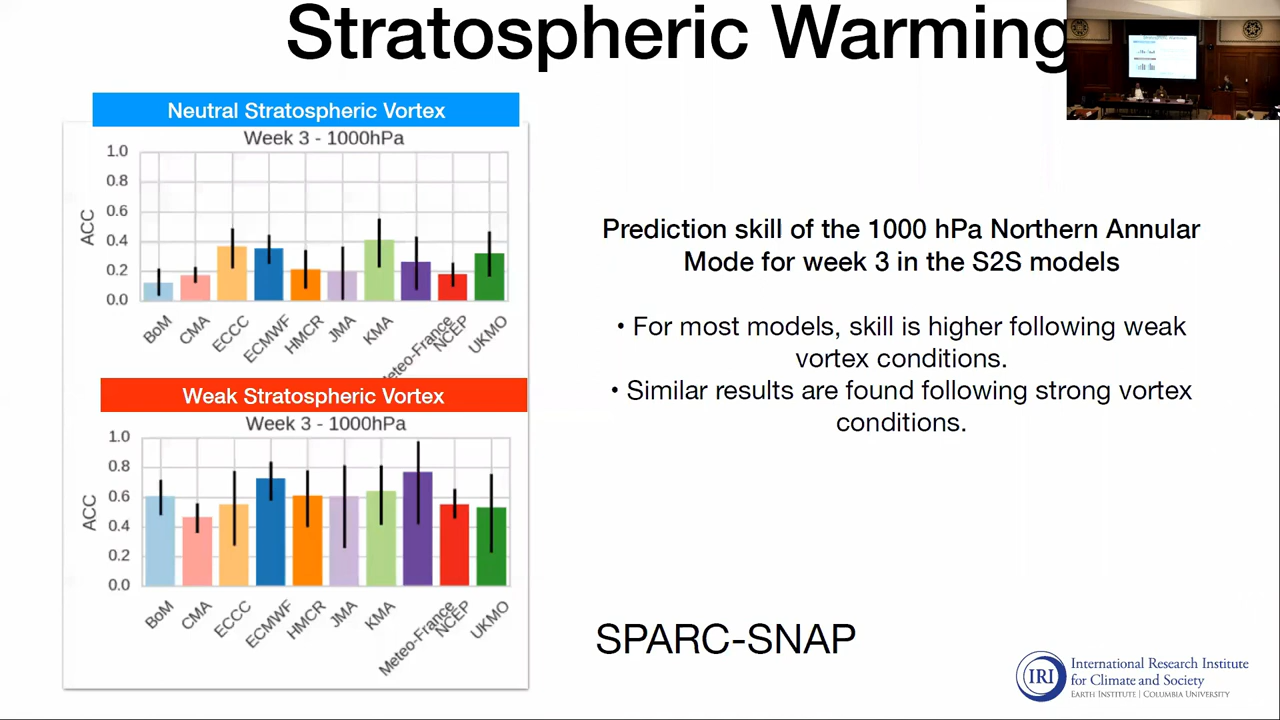 Stratospheric Warming
Neutral Stratospheric Vortex
Week 3 - 1000hPa
1.0
0.8
0.6
0.4
0.2
0.0
ACC
BoM
CMA
ECCC
ECMWF
HMCR
JMA
KMA
eteo-France
NCEP
UKMO
Weak Stratospheric Vortex
Week 3 - 1000hPa
1.0
0.8
0.6
0.4
0.2
0.0
ACC
BoM
CMA
ECCC
ECMWF
HMCR
JMA
KMA
Meteo-France
NCEP
UKMO
Prediction skill of the 1000 hPa Northern Annular
Mode for week 3 in the S2S models
• For most models, skill is higher following weak
vortex conditions.
• Similar results are found following strong vortex
conditions.
SPARC-SNAP
IRI
International Research Institute
for Climate and Society
EARTH INSTITUTE | COLUMBIA UNIVERSITY